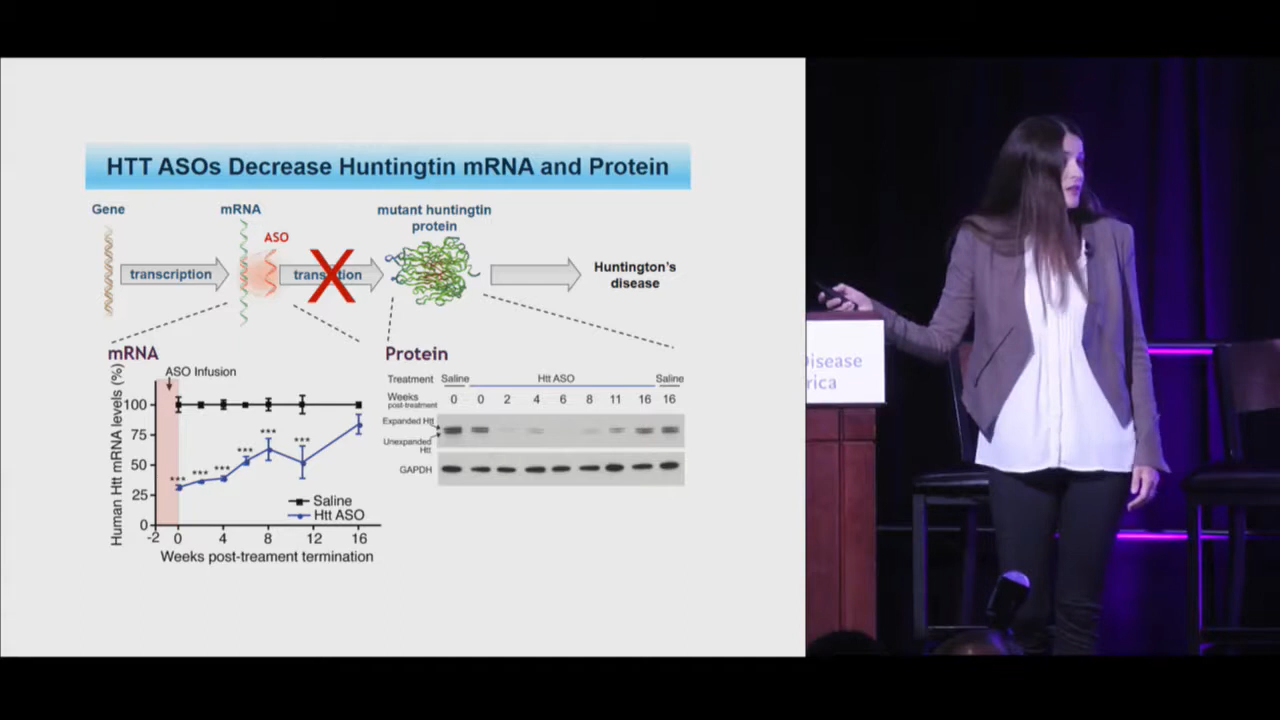 HTT ASOs Decrease Huntingtin mRNA and Protein
Gene
mRNA
mutant huntingtin
protein
ASO
transcription
Huntington's
disease
mRNA
ASO Infusion
Human Htt mRNA levels (%)
100
75
50
25
0
***
***
***
***
***
***
Saline
Htt ASO
-2 0 4 8 12 16
Weeks post-treament termination
Protein
Treatment Saline Htt ASO Saline
Weeks 0 0 2 4 6 8 11 16 16
post-treatment
Expanded Htt
Unexpanded
Htt
GAPDH
Disease
rica